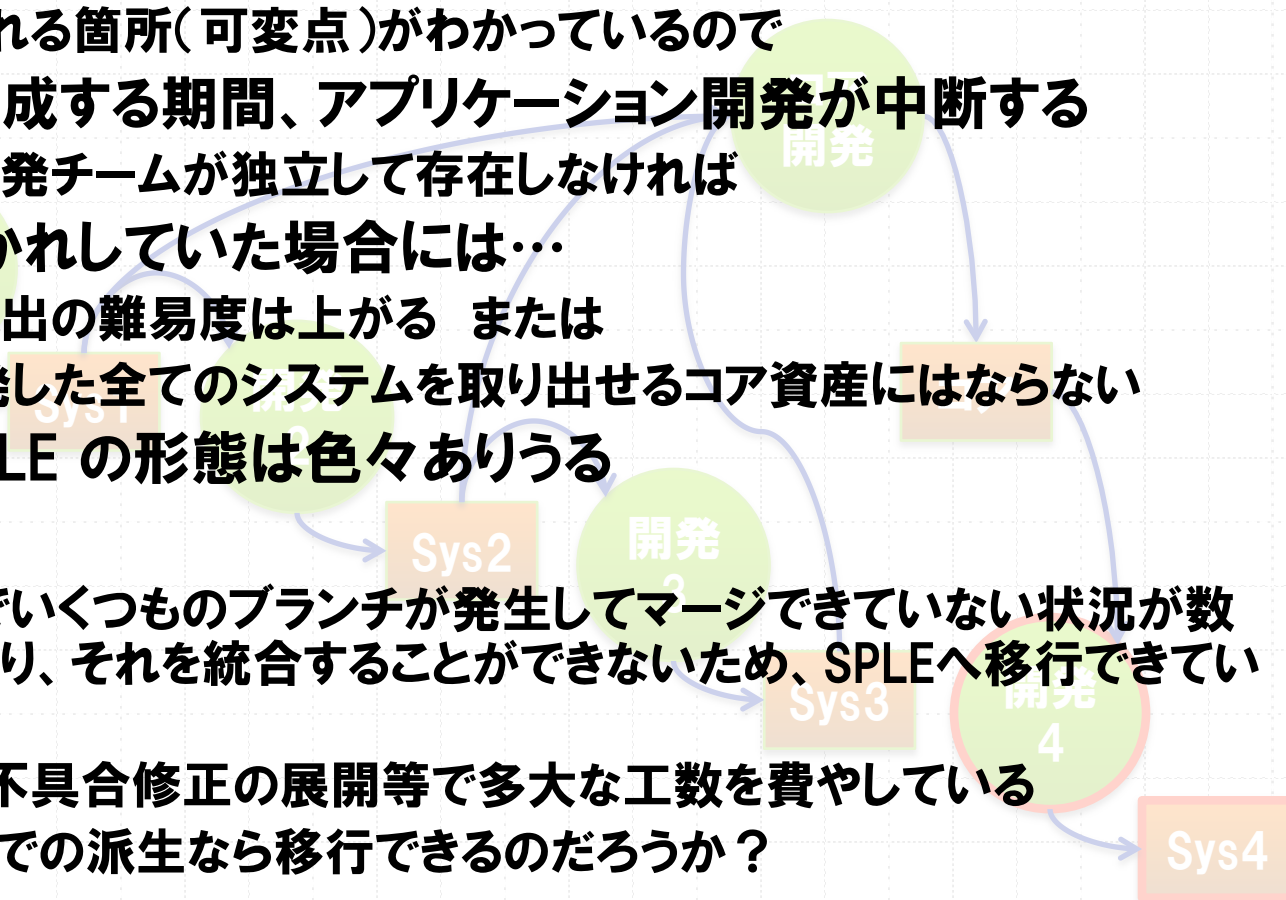 れる箇所(可変点)がわかっているので
成する期間、アプリケーション開発が中断する
開発
発チームが独立して存在しなければ
かれしていた場合には…
出の難易度は上がる または
した全てのシステムを取り出せるコア資産にはならない
Sys1
開発
LE の形態は色々ありうる
Sys2
開発
でいくつものブランチが発生してマージできていない状況が数
り、それを統合することができないため、SPLEへ移行できてい
Sys3
開発
4
不具合修正の展開等で多大な工数を費やしている
での派生なら移行できるのだろうか？
Sys4